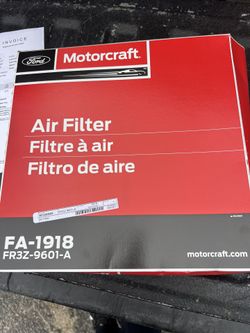 INVOICE
Ford
Motorcraft
Air Filter
Filtre à air
Filtro de aire
FA-1918
FR3Z-9601-A
motorcraft.com